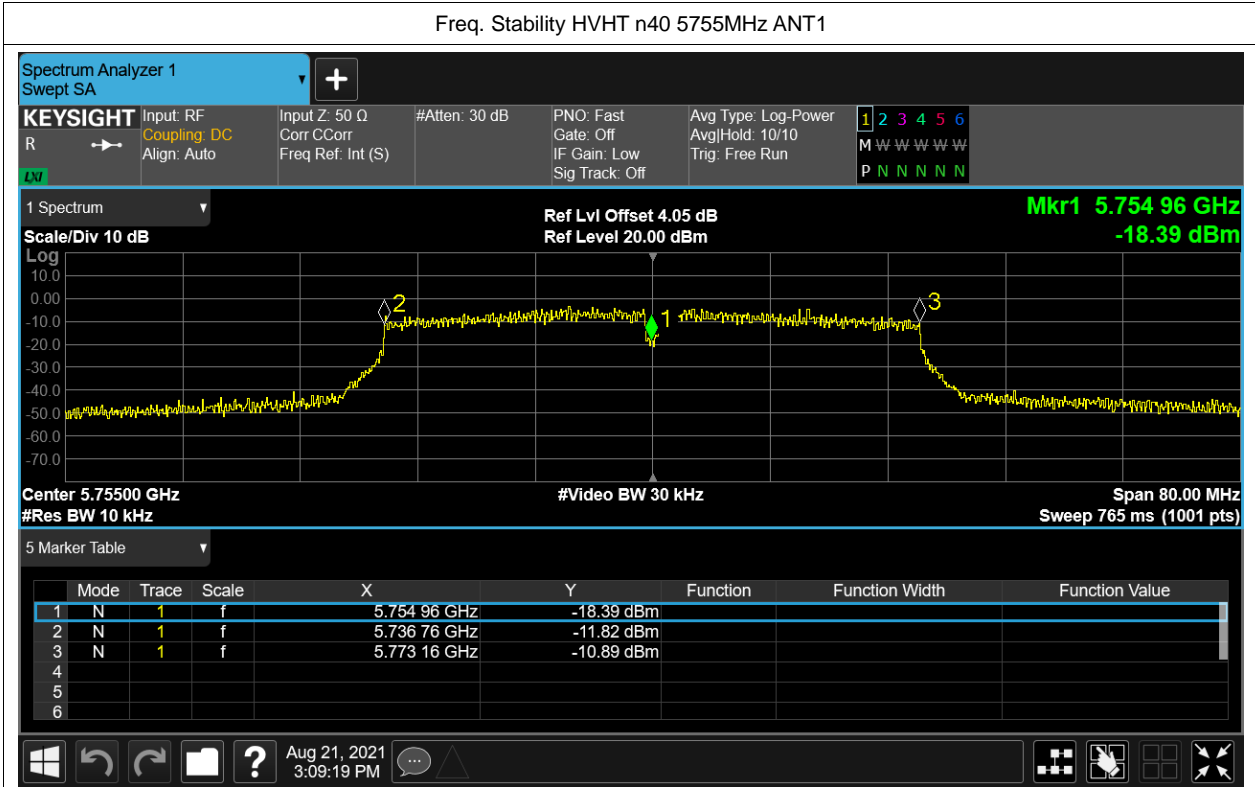 Freq. Stability HVHT n40 5755MHz ANT1
Spectrum Analyzer 1
Swept SA
KEYSIGHT
R
LXI
Input: RF
Coupling: DC
Align: Auto
Input Z: 50 Ω
Corr CCorr
Freq Ref: Int (S)
#Atten: 30 dB
PNO: Fast
Gate: Off
IF Gain: Low
Sig Track: Off
Avg Type: Log-Power
Avg|Hold: 10/10
Trig: Free Run
1 2 3 4 5 6
M W W W W W
P N N N N N
1 Spectrum
Scale/Div 10 dB
Ref Lvl Offset 4.05 dB
Ref Level 20.00 dBm
Mkr1 5.754 96 GHz
-18.39 dBm
Log
10.0
0.00
-10.0
-20.0
-30.0
-40.0
-50.0
-60.0
-70.0
2
1
3
Center 5.75500 GHz
#Video BW 30 kHz
Span 80.00 MHz
#Res BW 10 kHz
Sweep 765 ms (1001 pts)
5 Marker Table
Mode Trace Scale X Y Function Function Width Function Value
1 N 1 f 5.754 96 GHz -18.39 dBm
2 N 1 f 5.736 76 GHz -11.82 dBm
3 N 1 f 5.773 16 GHz -10.89 dBm
4
5
6
?
Aug 21, 2021
3:09:19 PM